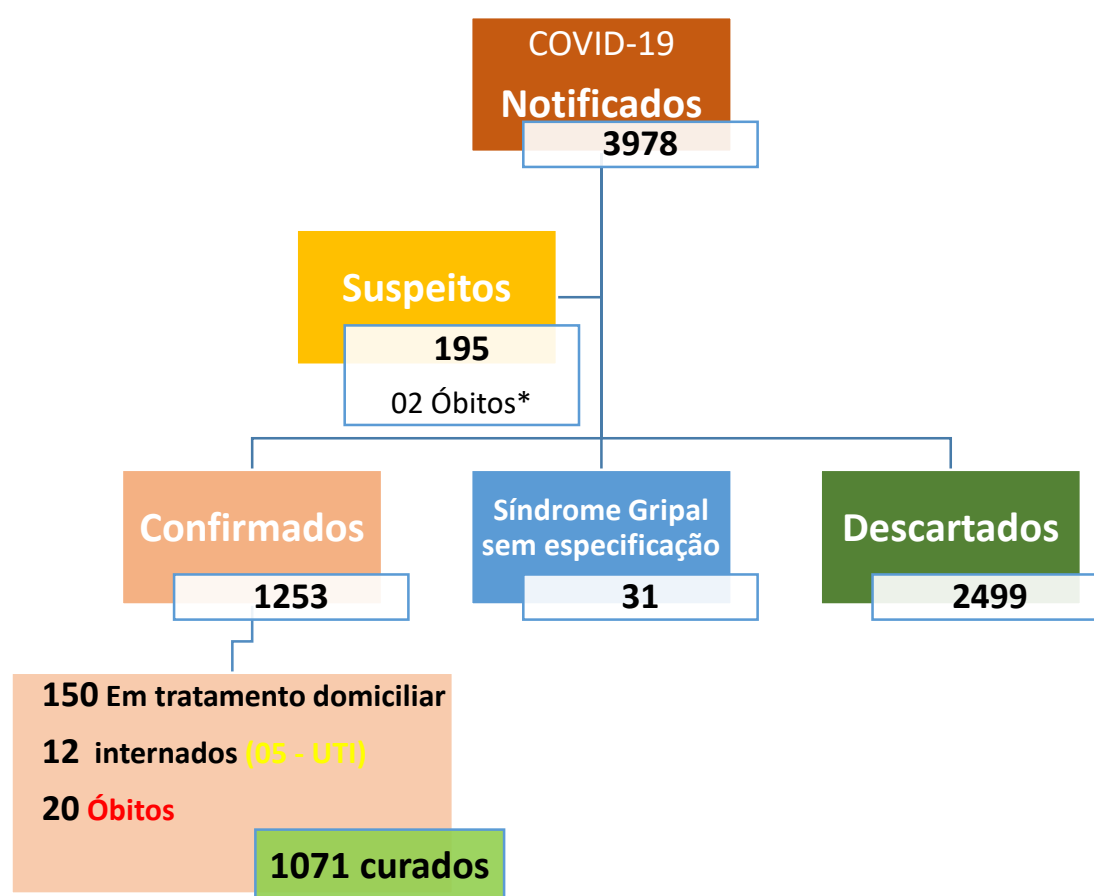 COVID-19
Notificados
3978
Suspeitos
195
02 Óbitos*
Confirmados
1253
Síndrome Gripal
sem especificação
31
Descartados
2499
150 Em tratamento domiciliar
12 internados (05 - UTI)
20 Óbitos
1071 curados